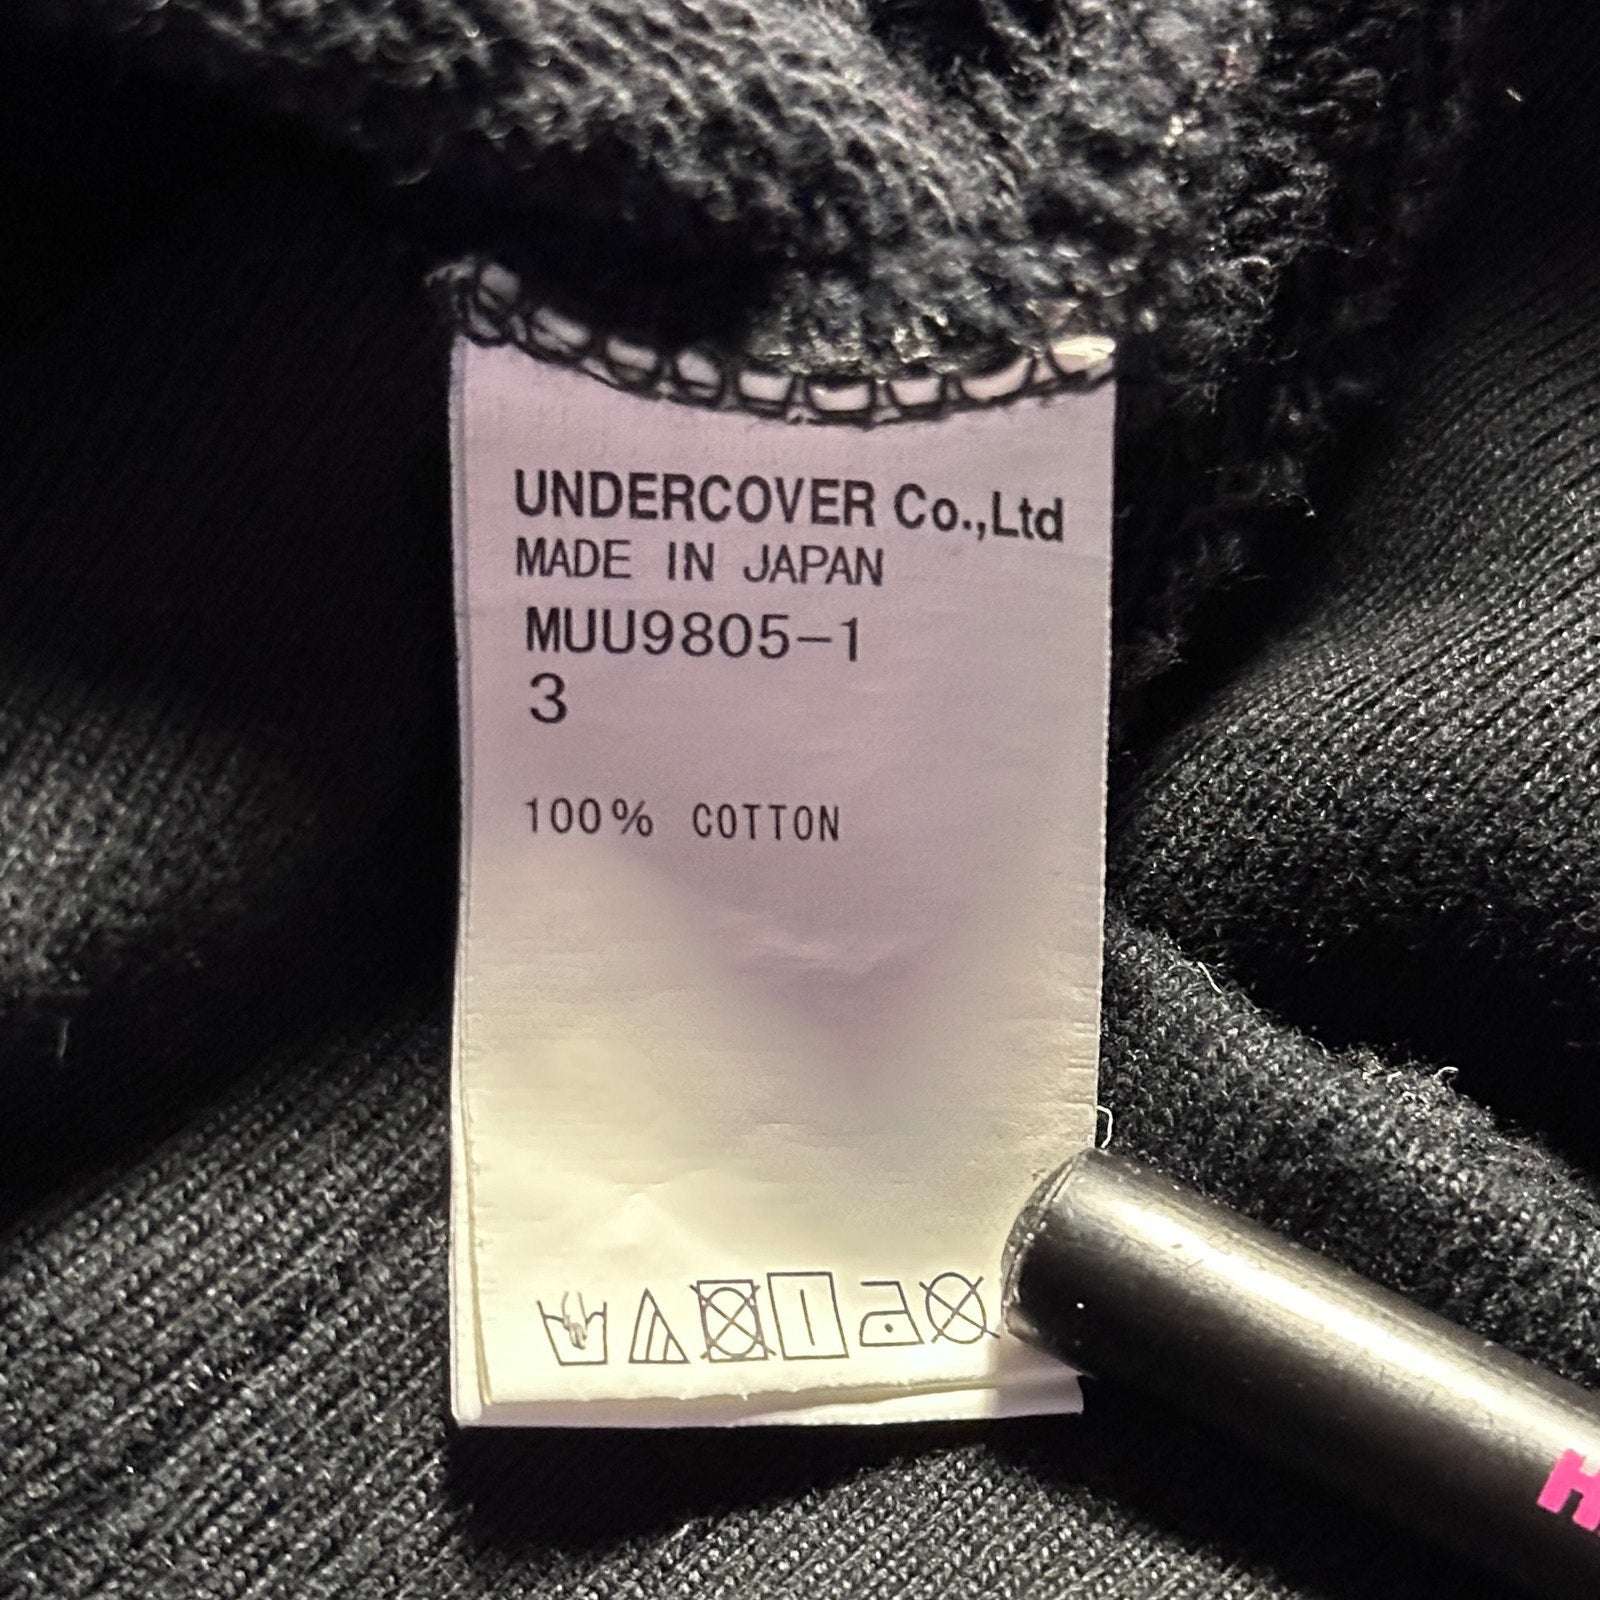 UNDERCOVER Co.,Ltd
MADE IN JAPAN
MUU9805-1
3
100% COTTON
H